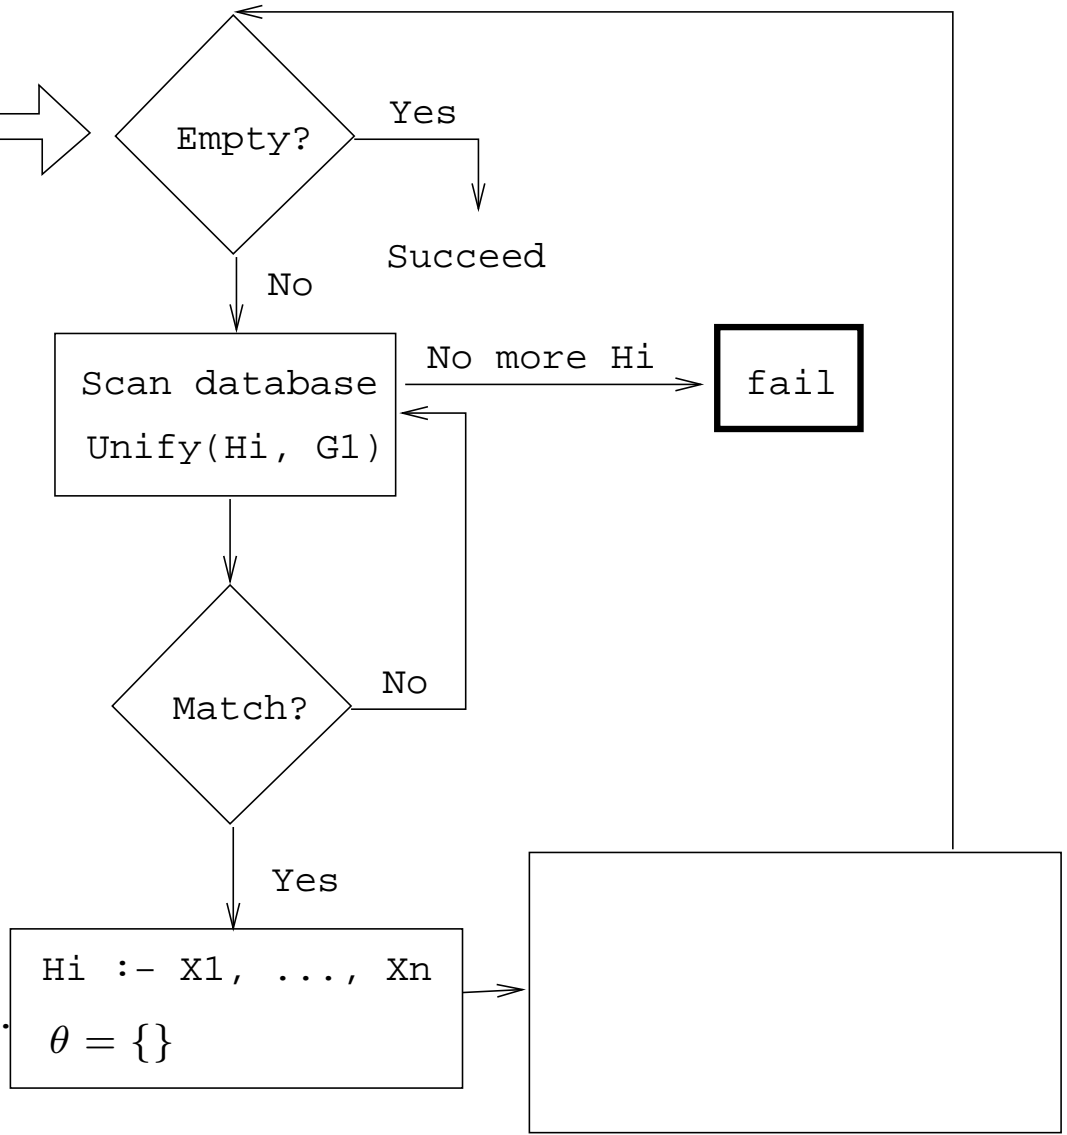 Yes
Empty?
Succeed
No
No more Hi
fail
Scan database
Unify(Hi, G1)
No
Match?
Yes
Hi :- X1, ..., Xn
θ = {}